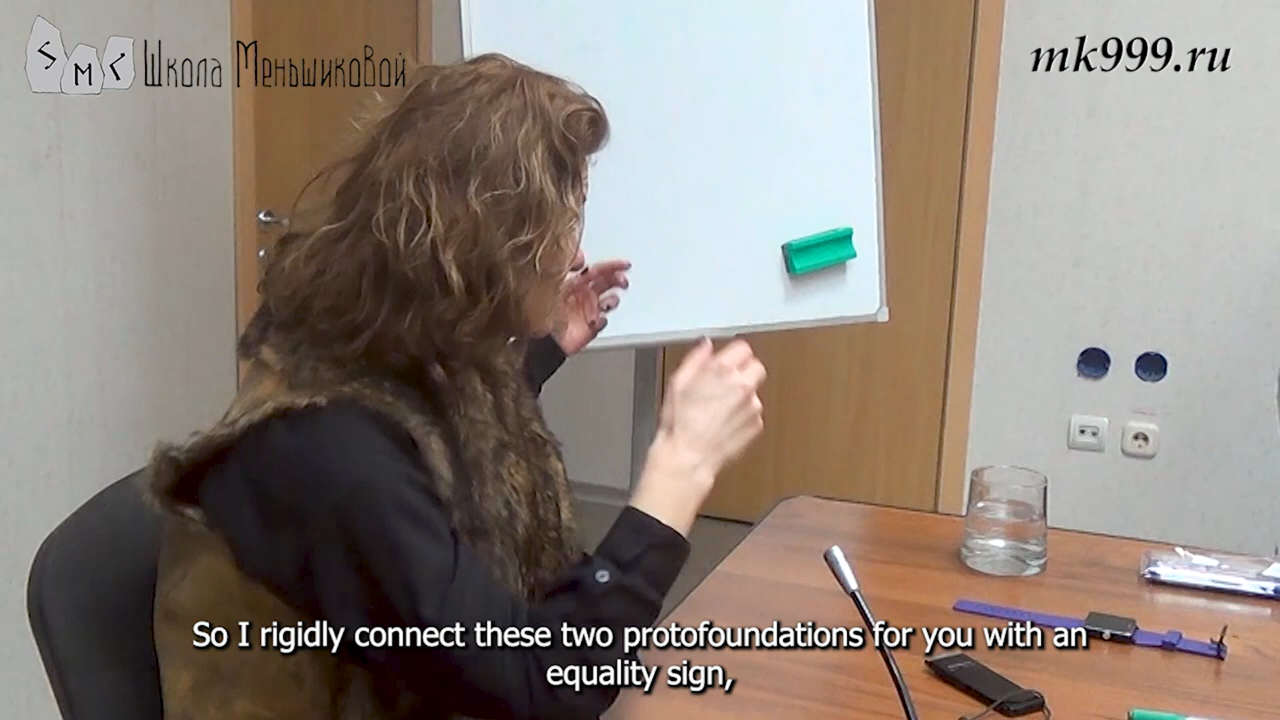 SMC Школа Меньшиковой
mk999.ru
So I rigidly connect these two protofoundations for you with an
equality sign,